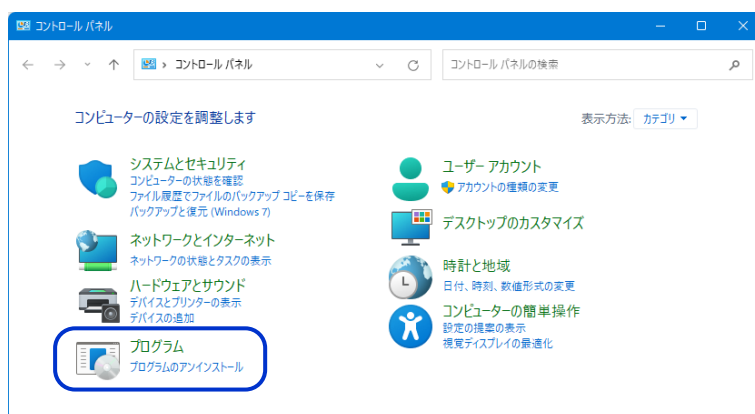 コントロール パネル
コントロール パネル
コントロール パネルの検索
コンピューターの設定を調整します
表示方法: カテゴリ
システムとセキュリティ
コンピューターの状態を確認
ファイル履歴でファイルのバックアップ コピーを保存
バックアップと復元 (Windows 7)
ネットワークとインターネット
ネットワークの状態とタスクの表示
ハードウェアとサウンド
デバイスとプリンターの表示
デバイスの追加
プログラム
プログラムのアンインストール
ユーザー アカウント
アカウントの種類の変更
デスクトップのカスタマイズ
時計と地域
日付、時刻、数値形式の変更
コンピューターの簡単操作
設定の提案の表示
視覚ディスプレイの最適化